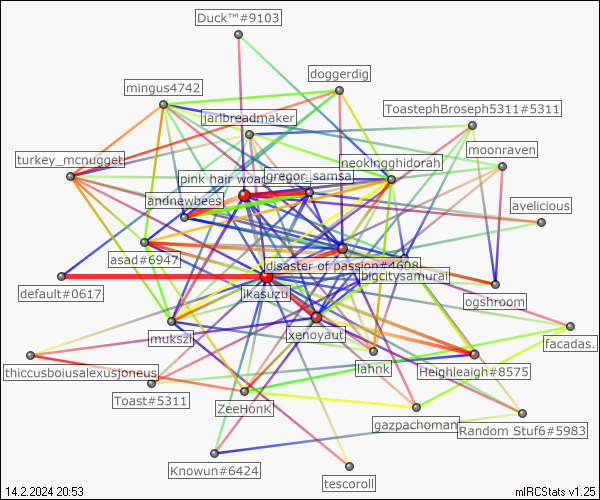 Duck™#9103
doggerdig
mingus4742
ToastephBroseph5311#5311
jarlbreadmaker
moonraven
turkey_mcnugget
neokingghidorah
gregor_samsa
pink hair woa
andnewbees
avelicious
asad#6947
disaster of passion#4608
bigcitysamurai
default#0617
jikasuzu
ogshroom
mukszi
xenoyaut
facadas.
thiccusboiusalexusjoneus
lahnk
Heighleaigh#8575
Toast#5311
ZeeHonK
gazpachoman
Random Stuf6#5983
Knowun#6424
tescoroll
14.2.2024 20:53
mIRCStats v1.25